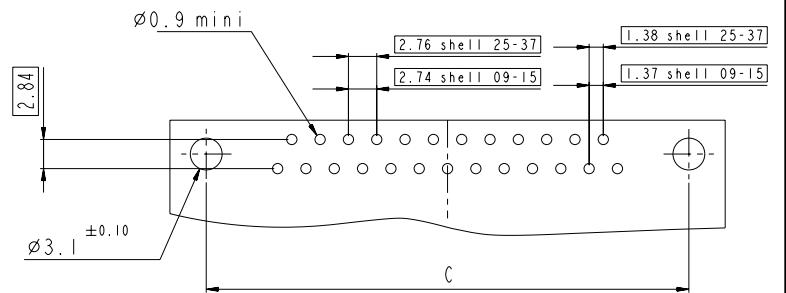 Ø0.9 mini
2.76 shell 25-37
1.38 shell 25-37
2.74 shell 09-15
1.37 shell 09-15
2.84
Ø3.1 ±0.10
C